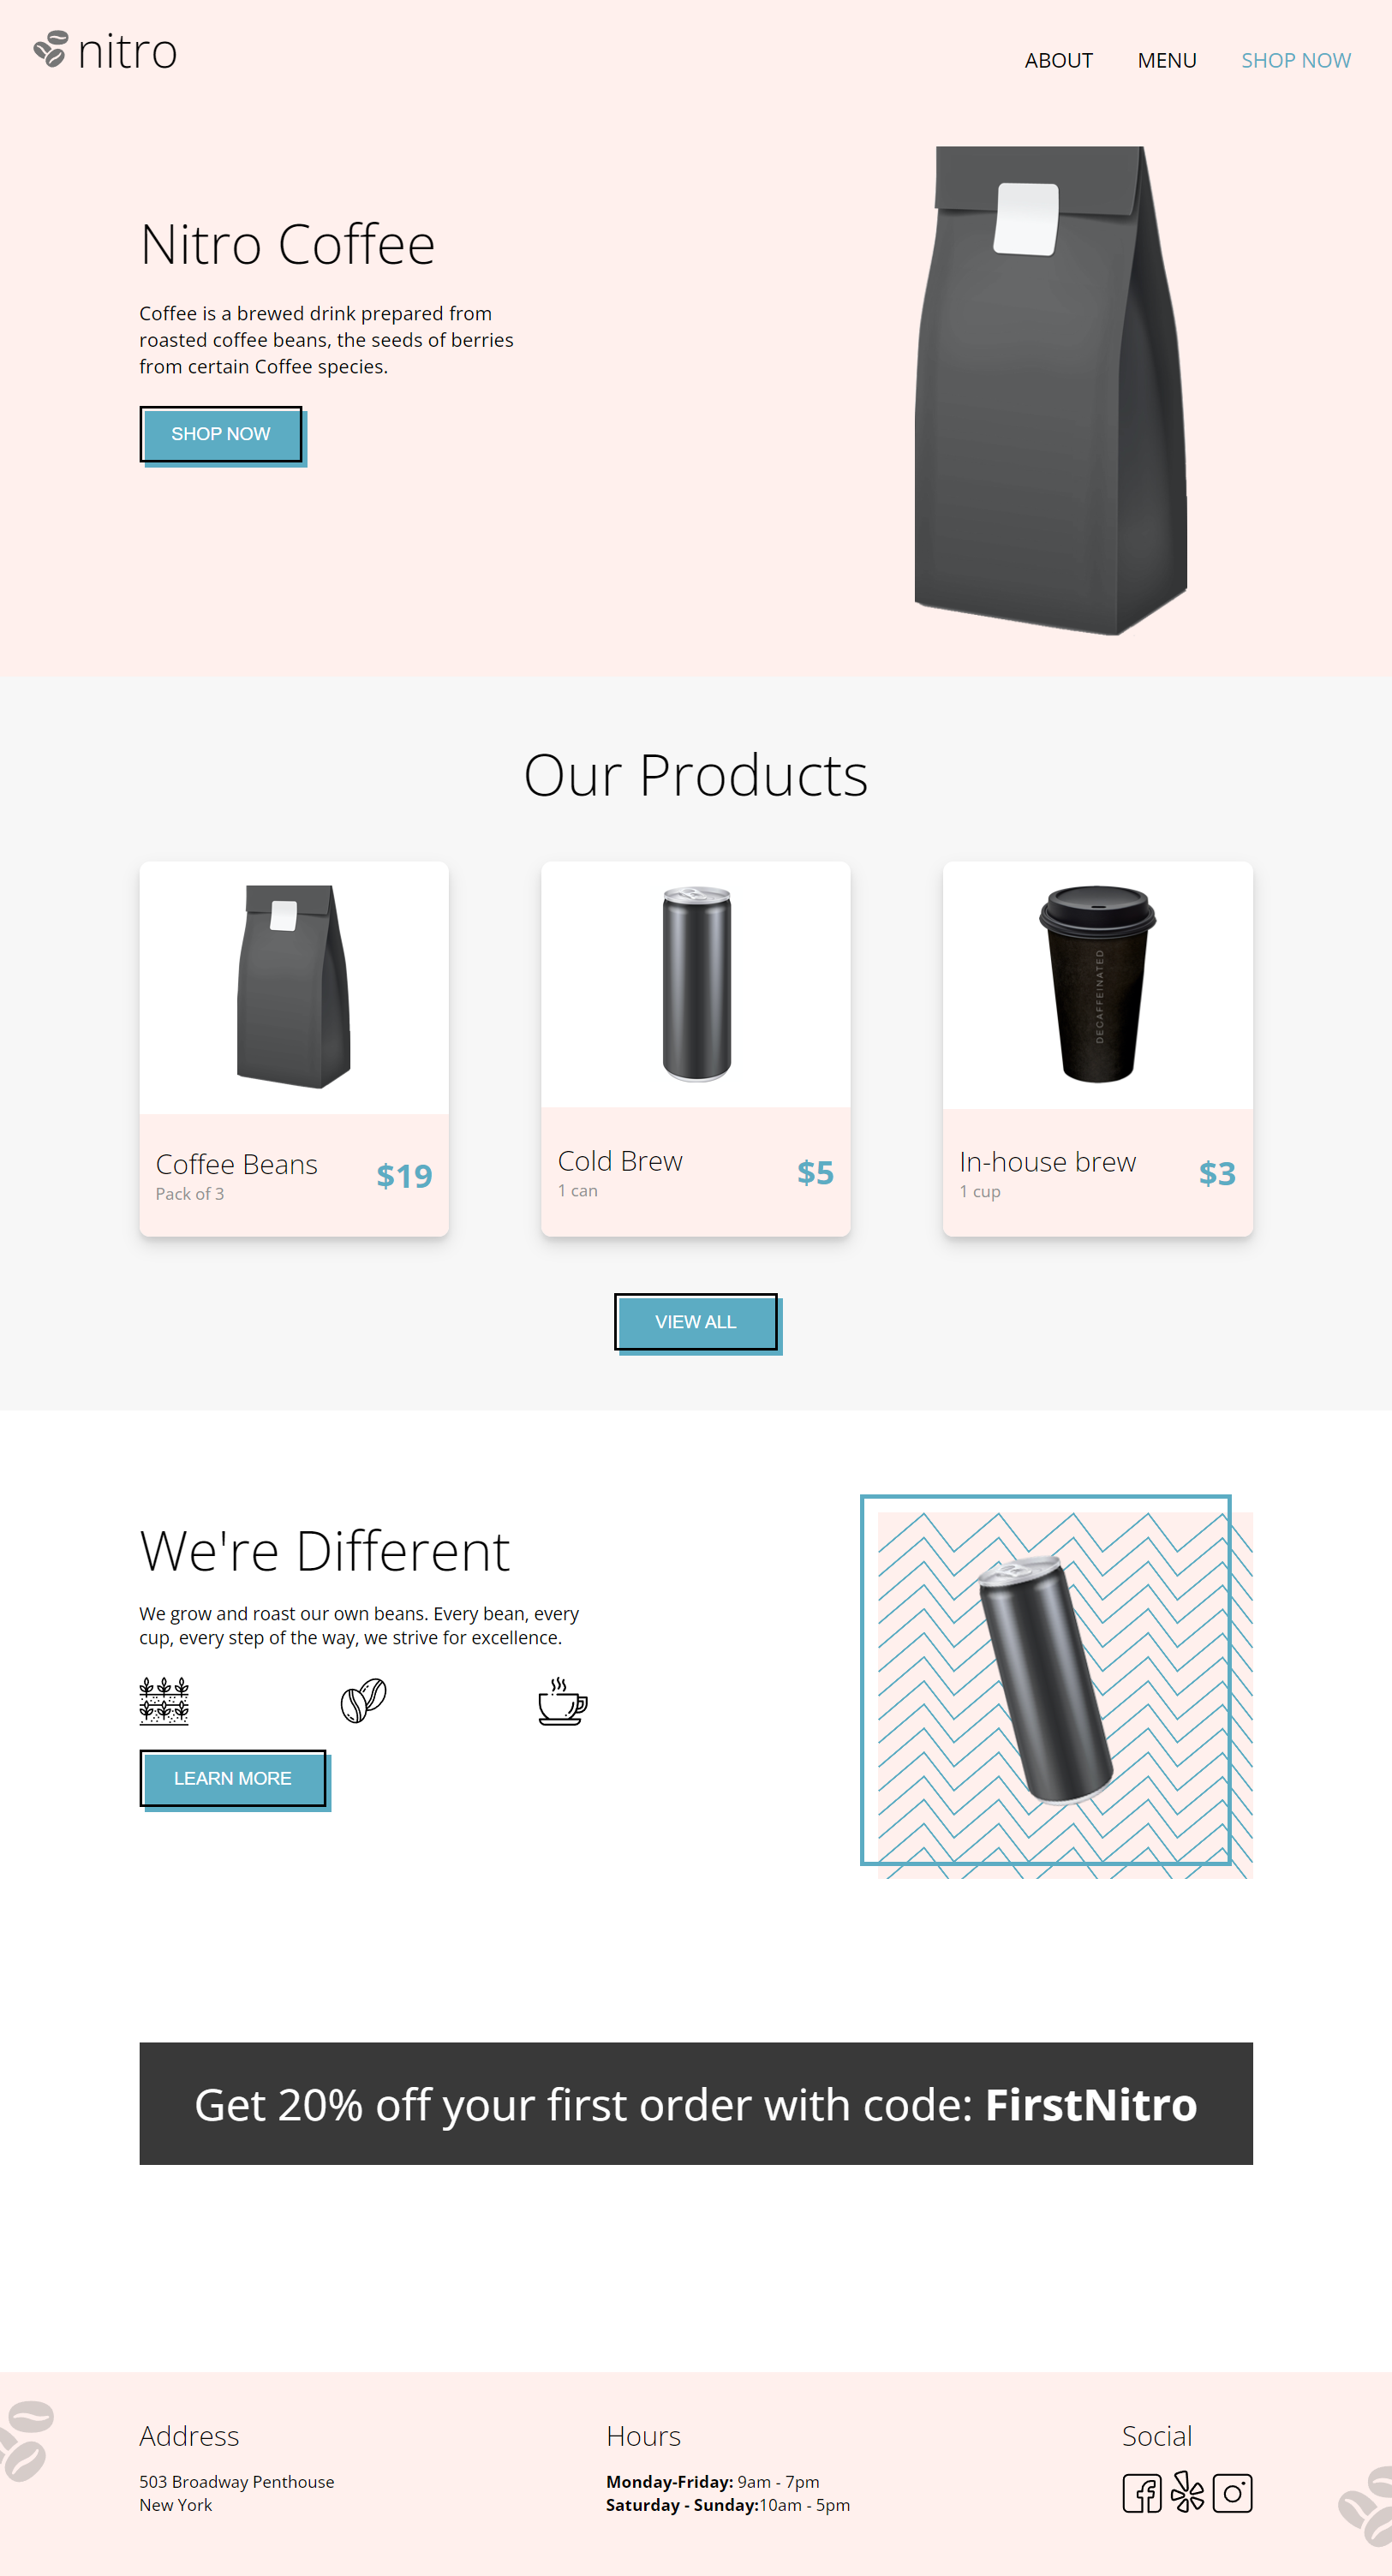 nitro
ABOUT
MENU
SHOP NOW
Nitro Coffee
Coffee is a brewed drink prepared from
roasted coffee beans, the seeds of berries
from certain Coffee species.
SHOP NOW
Our Products
DECAFFEINATED
Coffee Beans
Pack of 3
$19
Cold Brew
1 can
$5
In-house brew
1 cup
$3
VIEW ALL
We're Different
We grow and roast our own beans. Every bean, every
cup, every step of the way, we strive for excellence.
LEARN MORE
Get 20% off your first order with code: FirstNitro
Address
503 Broadway Penthouse
New York
Hours
Monday-Friday: 9am - 7pm
Saturday - Sunday:10am - 5pm
Social